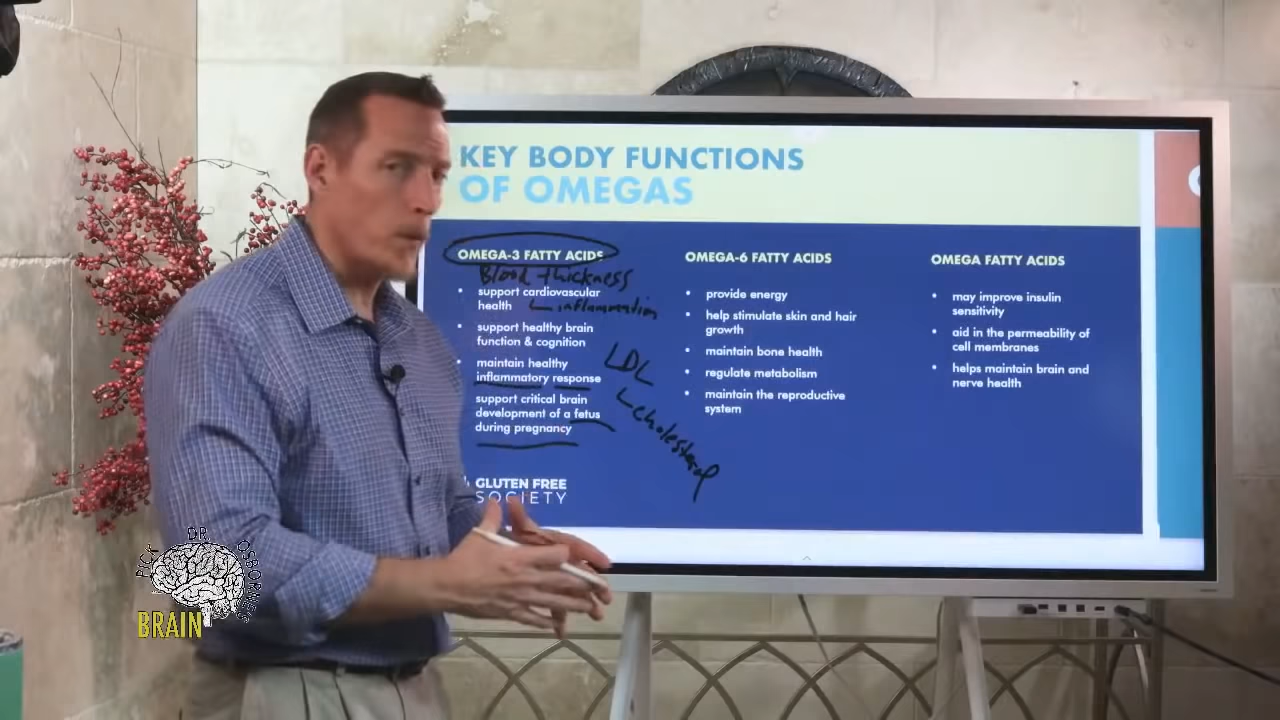 KEY BODY FUNCTIONS
OF OMEGAS
OMEGA-3 FATTY ACIDS
Blood thickness
• support cardiovascular
health
inflammation
• support healthy brain
function & cognition
• maintain healthy
inflammatory response
support critical brain
development of a fetus
during pregnancy
LDL
cholesterol
GLUTEN FREE
SOCIETY
OMEGA-6 FATTY ACIDS
• provide energy
• help stimulate skin and hair
growth
• maintain bone health
• regulate metabolism
• maintain the reproductive
system
OMEGA FATTY ACIDS
• may improve insulin
sensitivity
• aid in the permeability of
cell membranes
• helps maintain brain and
nerve health
PICK DR. OSBORNE'S
BRAIN